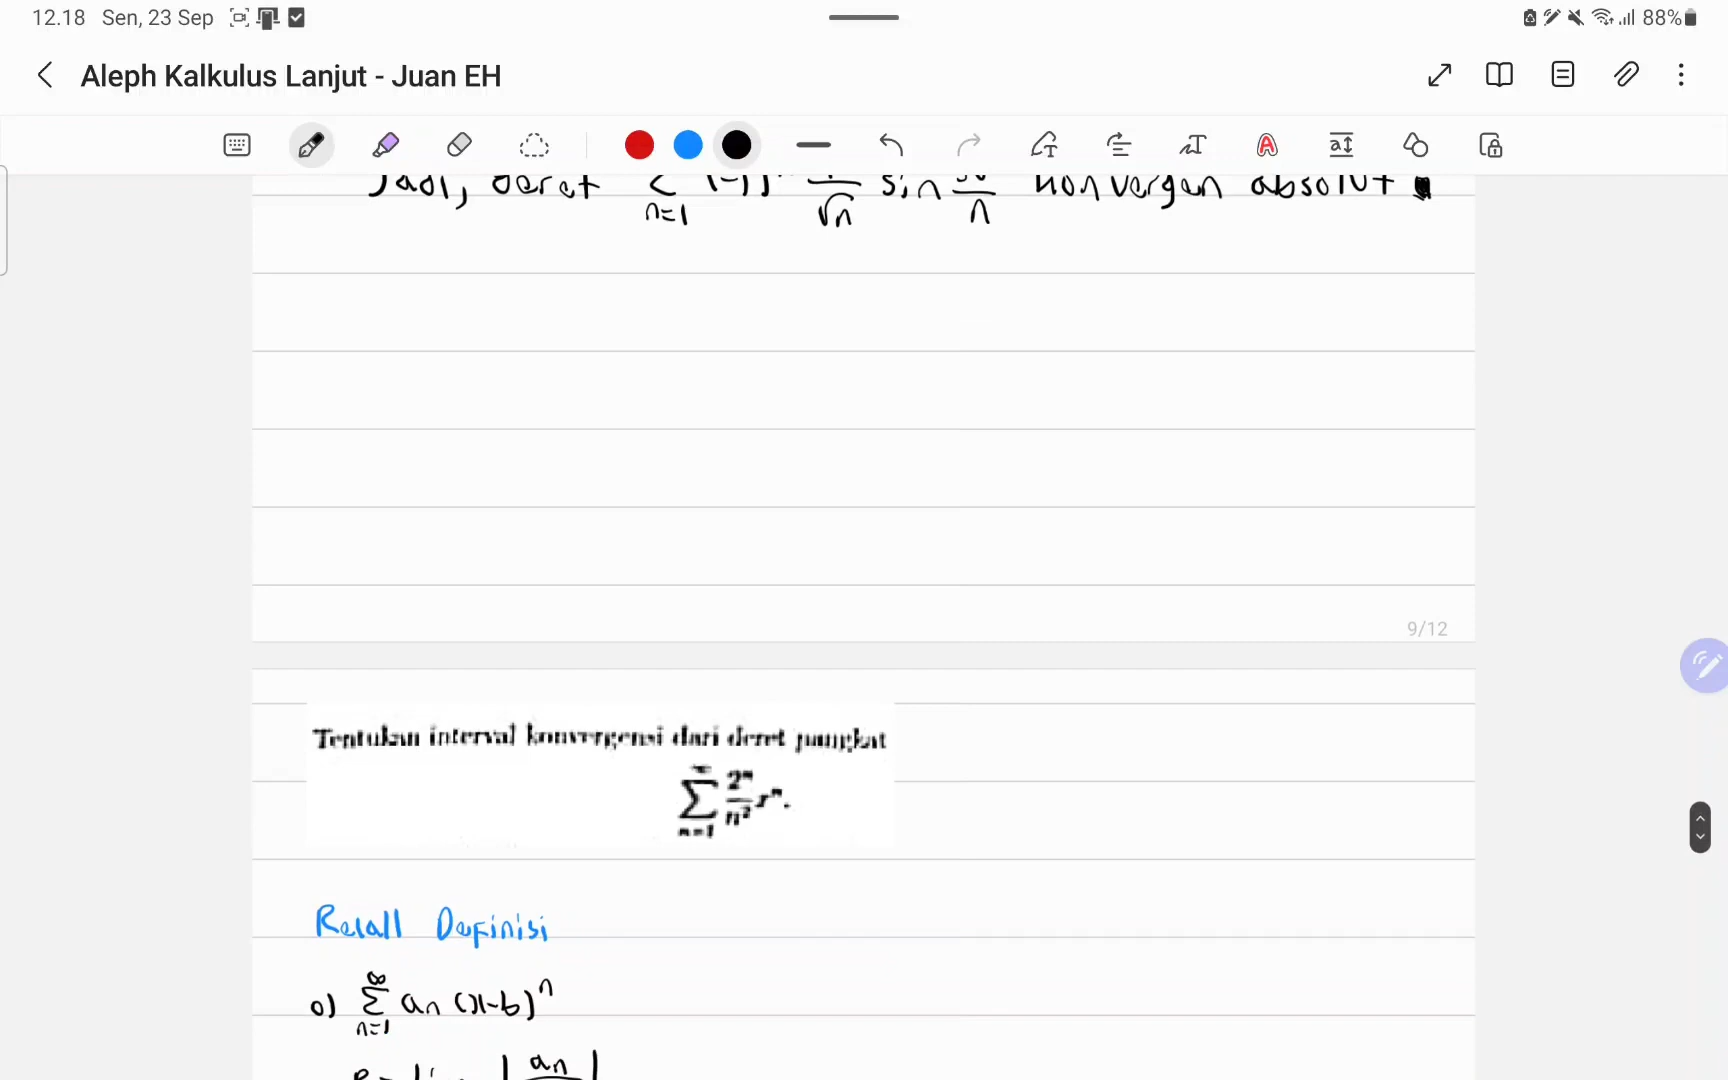 12.18 Sen, 23 Sep
88%
Aleph Kalkulus Lanjut - Juan EH
Jadi, deret Σ n=1 (-1)ⁿ 1/√n sin n konvergen absolut
9/12
Tentukan interval konvergensi dari deret pangkat
∞ Σ n=1 2ⁿ/n² xⁿ.
Recall Definisi
o) ∞ Σ n=1 an (x-b)ⁿ
an